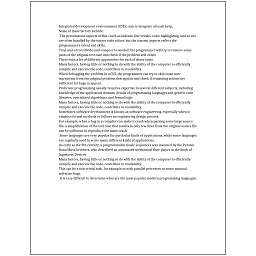 Integrated development environments (IDEs) aim to integrate all such help.
Some of these factors include:
The presentation aspects of this (such as indents, line breaks, color highlighting, and so on) are often handled by the source code editor, but the content aspects reflect the
programmer's talent and skills.
Trial-and-error/divide-and-conquer is needed: the programmer will try to remove some
parts of the original test case and check if the problem still exists.
There exist a lot of different approaches for each of those tasks.
Many factors, having little or nothing to do with the ability of the computer to efficiently
compile and execute the code, contribute to readability.
When debugging the problem in a GUI, the programmer can try to skip some user
interaction from the original problem description and check if remaining actions are
sufficient for bugs to appear.
Proficient programming usually requires expertise in several different subjects, including
knowledge of the application domain, details of programming languages and generic code
libraries, specialized algorithms, and formal logic.
Many factors, having little or nothing to do with the ability of the computer to efficiently
compile and execute the code, contribute to readability.
Sometimes software development is known as software engineering, especially when it
employs formal methods or follows an engineering design process.
For example, when a bug in a compiler can make it crash when parsing some large source
file, a simplification of the test case that results in only few lines from the original source file
can be sufficient to reproduce the same crash.
Some languages are very popular for particular kinds of applications, while some languages
are regularly used to write many different kinds of applications.
As early as the 9th century, a programmable music sequencer was invented by the Persian
Banu Musa brothers, who described an automated mechanical flute player in the Book of
Ingenious Devices.
Many factors, having little or nothing to do with the ability of the computer to efficiently
compile and execute the code, contribute to readability.
This can be a non-trivial task, for example as with parallel processes or some unusual
software bugs.
It is very difficult to determine what are the most popular modern programming languages.